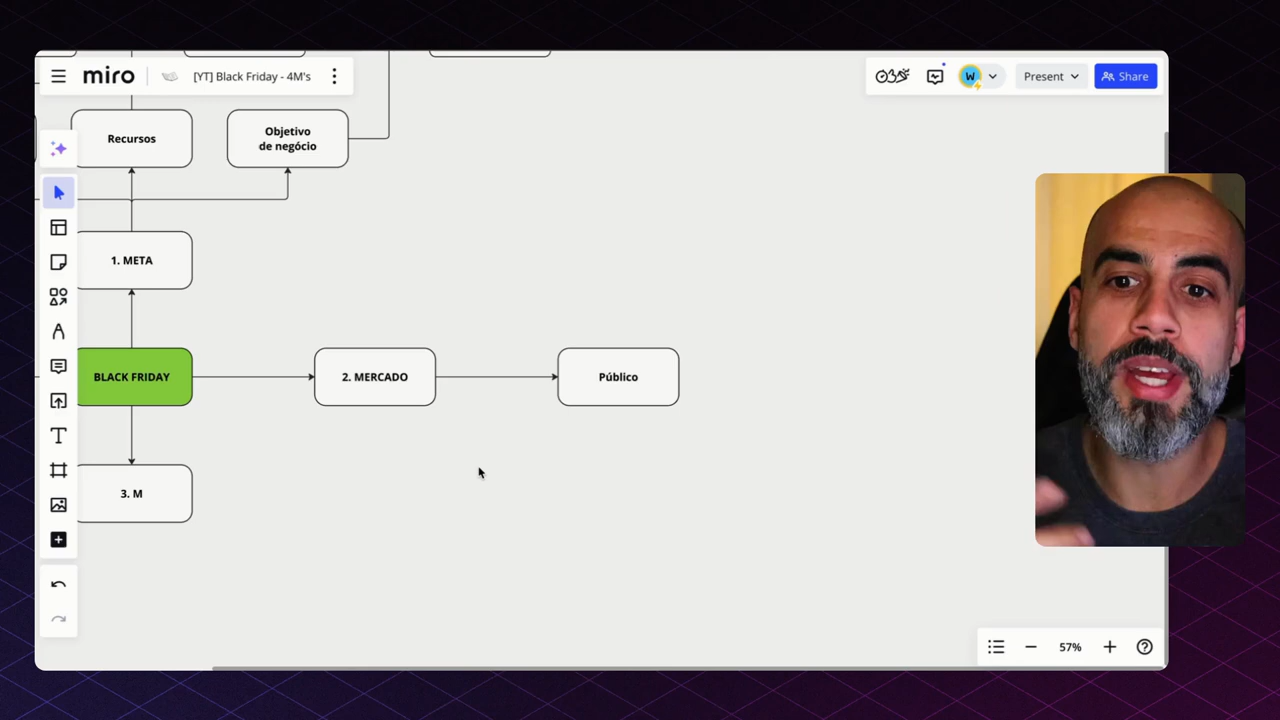 miro
[YT] Black Friday - 4M's
W
Present
Share
Recursos
Objetivo
de negócio
1. META
BLACK FRIDAY
2. MERCADO
Público
3. M
57%